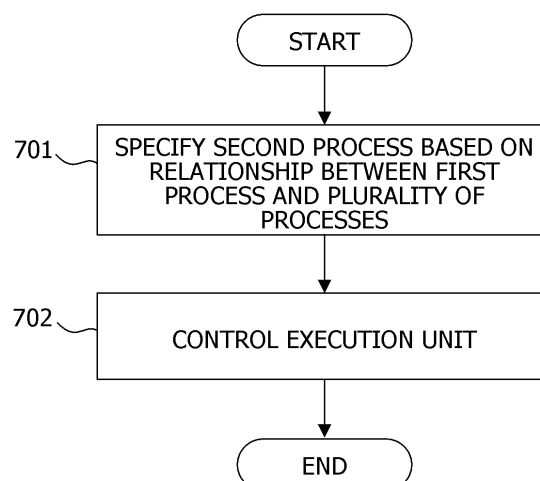 START
701
SPECIFY SECOND PROCESS BASED ON
RELATIONSHIP BETWEEN FIRST
PROCESS AND PLURALITY OF
PROCESSES
702
CONTROL EXECUTION UNIT
END